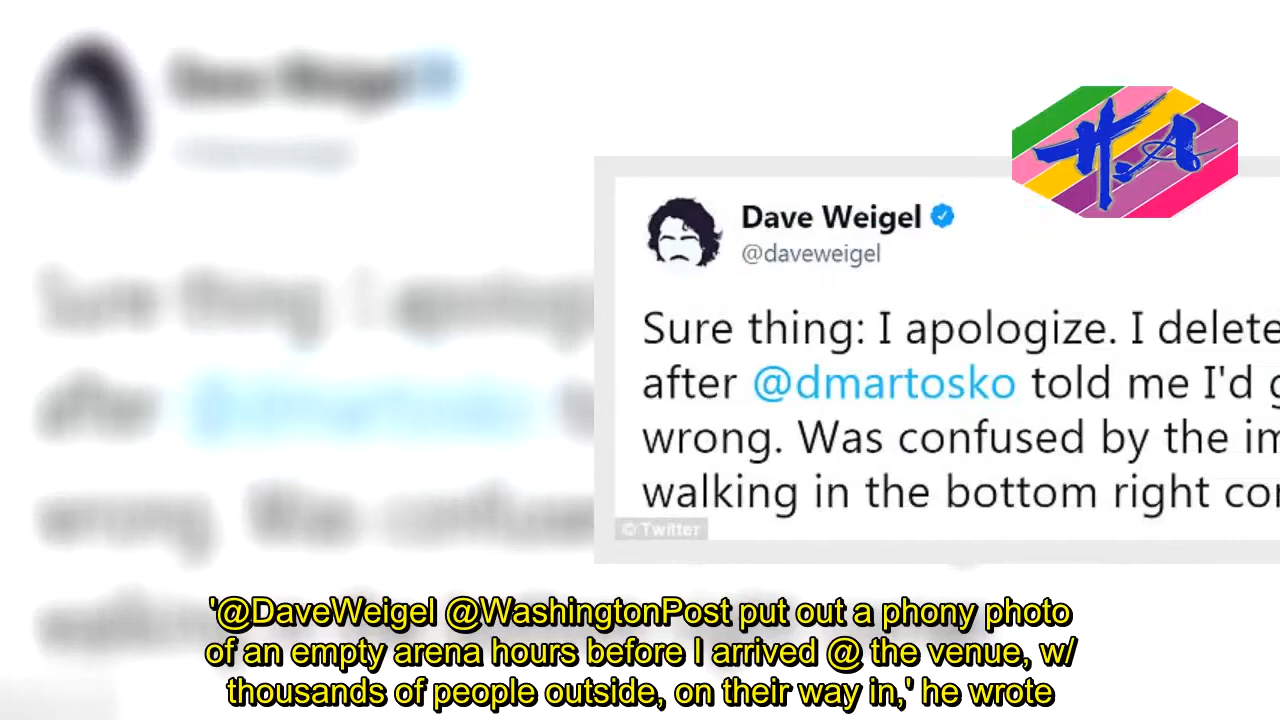 H.A
Dave Weigel
@daveweigel
Sure thing: I apologize. I delete
after @dmartosko told me I'd g
wrong. Was confused by the im
walking in the bottom right cor
© Twitter
'@DaveWeigel @WashingtonPost put out a phony photo
of an empty arena hours before I arrived @ the venue, w/
thousands of people outside, on their way in,' he wrote